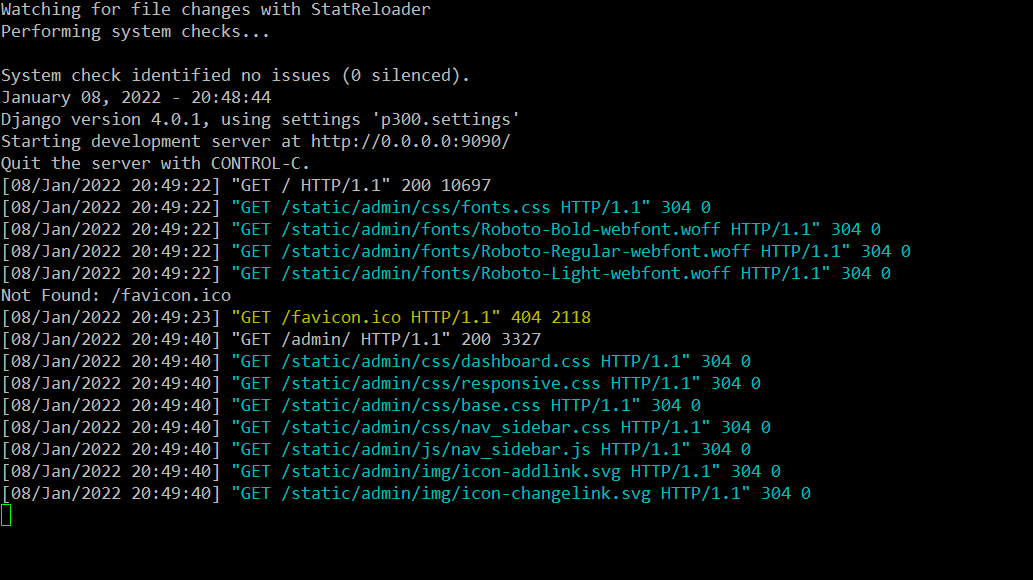 Watching for file changes with StatReloader
Performing system checks...
System check identified no issues (0 silenced).
January 08, 2022 - 20:48:44
Django version 4.0.1, using settings 'p300.settings'
Starting development server at http://0.0.0.0:9090/
Quit the server with CONTROL-C.
[08/Jan/2022 20:49:22] "GET / HTTP/1.1" 200 10697
[08/Jan/2022 20:49:22] "GET /static/admin/css/fonts.css HTTP/1.1" 304 0
[08/Jan/2022 20:49:22] "GET /static/admin/fonts/Roboto-Bold-webfont.woff HTTP/1.1" 304 0
[08/Jan/2022 20:49:22] "GET /static/admin/fonts/Roboto-Regular-webfont.woff HTTP/1.1" 304 0
[08/Jan/2022 20:49:22] "GET /static/admin/fonts/Roboto-Light-webfont.woff HTTP/1.1" 304 0
Not Found: /favicon.ico
[08/Jan/2022 20:49:23] "GET /favicon.ico HTTP/1.1" 404 2118
[08/Jan/2022 20:49:40] "GET /admin/ HTTP/1.1" 200 3327
[08/Jan/2022 20:49:40] "GET /static/admin/css/dashboard.css HTTP/1.1" 304 0
[08/Jan/2022 20:49:40] "GET /static/admin/css/responsive.css HTTP/1.1" 304 0
[08/Jan/2022 20:49:40] "GET /static/admin/css/base.css HTTP/1.1" 304 0
[08/Jan/2022 20:49:40] "GET /static/admin/css/nav_sidebar.css HTTP/1.1" 304 0
[08/Jan/2022 20:49:40] "GET /static/admin/js/nav_sidebar.js HTTP/1.1" 304 0
[08/Jan/2022 20:49:40] "GET /static/admin/img/icon-addlink.svg HTTP/1.1" 304 0
[08/Jan/2022 20:49:40] "GET /static/admin/img/icon-changelink.svg HTTP/1.1" 304 0